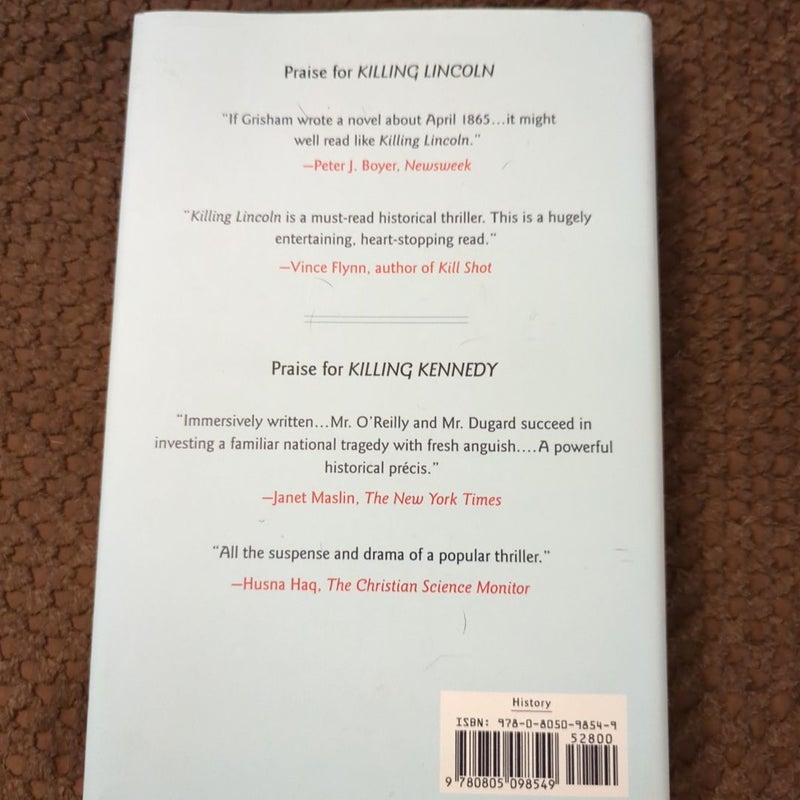 Praise for KILLING LINCOLN
"If Grisham wrote a novel about April 1865...it might
well read like Killing Lincoln."
—Peter J. Boyer, Newsweek
"Killing Lincoln is a must-read historical thriller. This is a hugely
entertaining, heart-stopping read."
—Vince Flynn, author of Kill Shot
Praise for KILLING KENNEDY
"Immersively written...Mr. O'Reilly and Mr. Dugard succeed in
investing a familiar national tragedy with fresh anguish....A powerful
historical précis."
—Janet Maslin, The New York Times
"All the suspense and drama of a popular thriller."
—Husna Haq, The Christian Science Monitor
History
ISBN: 978-0-8050-9854-9
52800
9 780805 098549